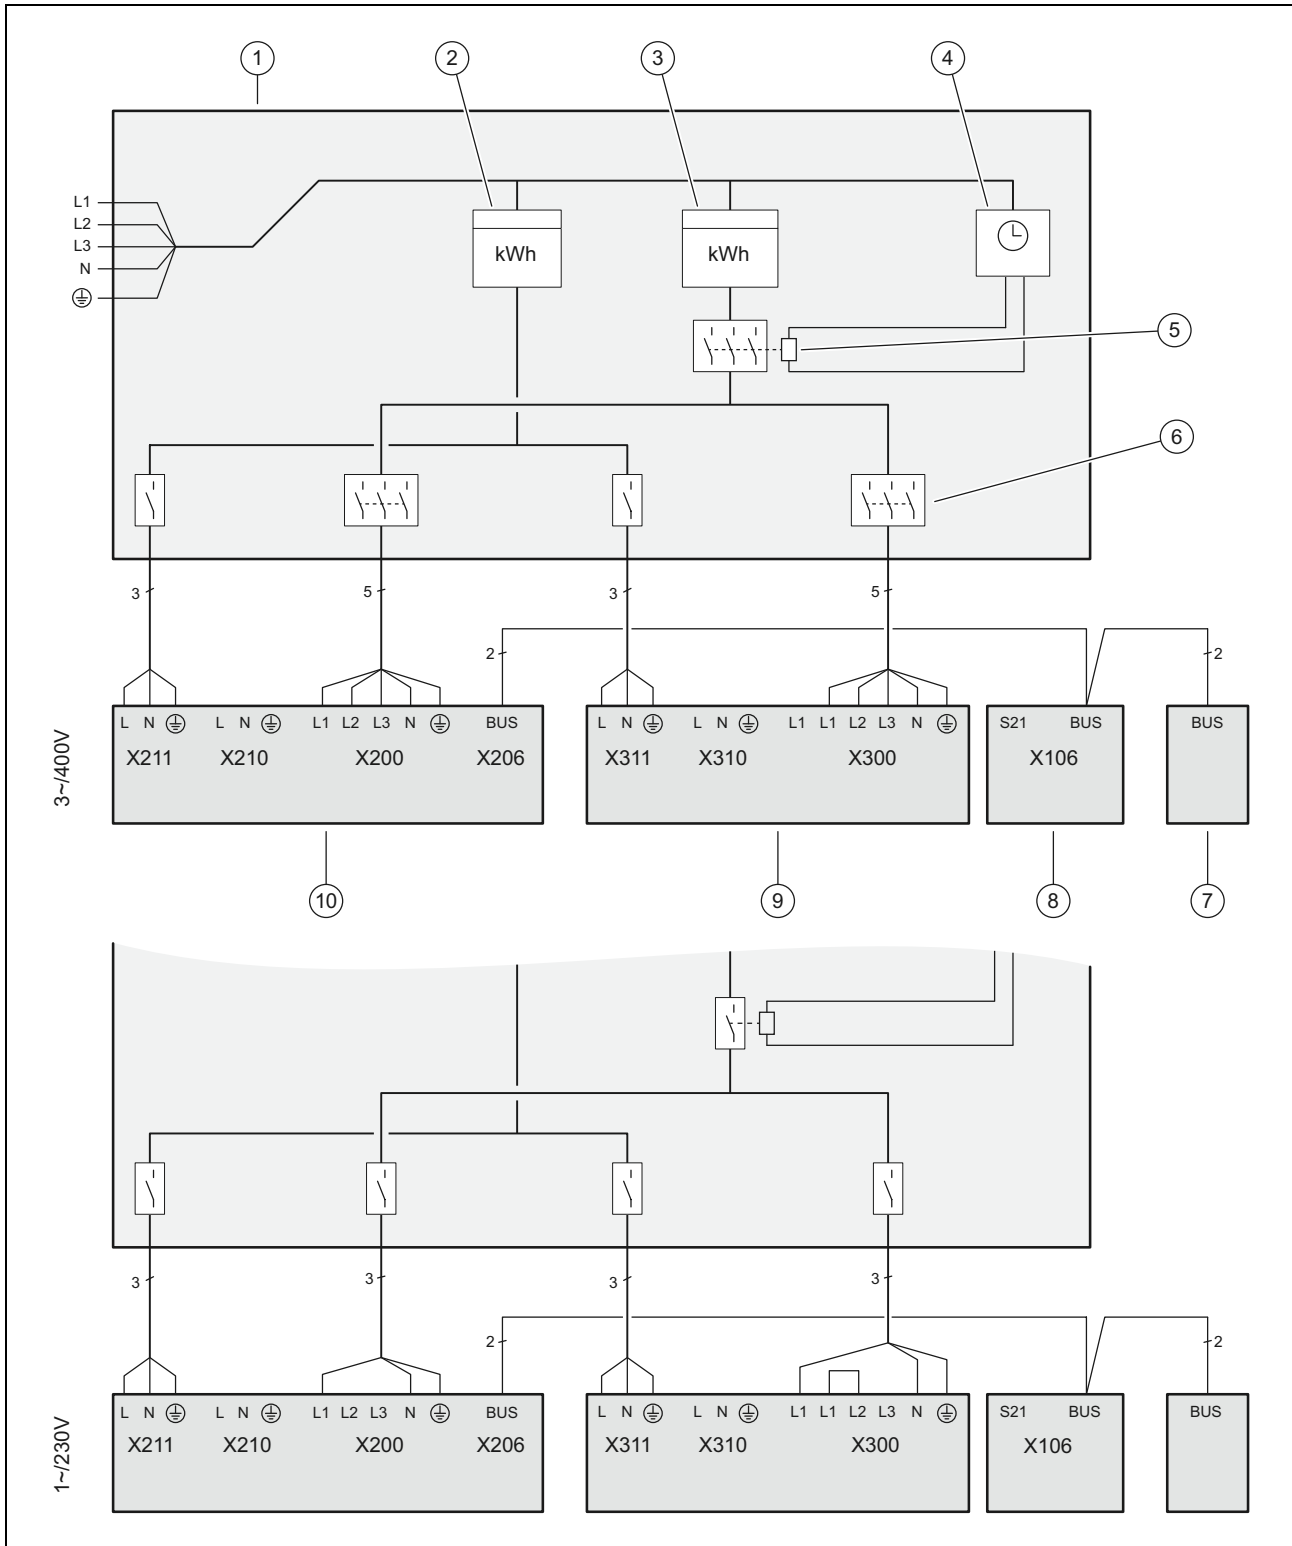 1 2 3 4
L1
L2
L3
N
kWh kWh
5
6
3 5 3 5
2 2
3~/400V
L N L N L1 L2 L3 N BUS L N L N L1 L1 L2 L3 N S21 BUS BUS
X211 X210 X200 X206 X311 X310 X300 X106
10 9 8 7
3 3 3 3
2 2
1~/230V
L N L N L1 L2 L3 N BUS L N L N L1 L1 L2 L3 N S21 BUS BUS
X211 X210 X200 X206 X311 X310 X300 X106